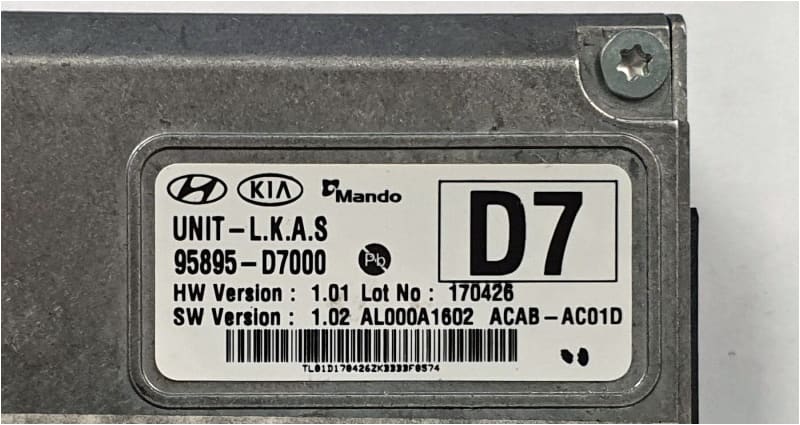 HYUNDAI KIA Mando
UNIT-L.K.A.S
95895-D7000 Pb
D7
HW Version : 1.01 Lot No : 170426
SW Version : 1.02 AL000A1602 ACAB-AC01D
TL01D170426ZK3333F0574